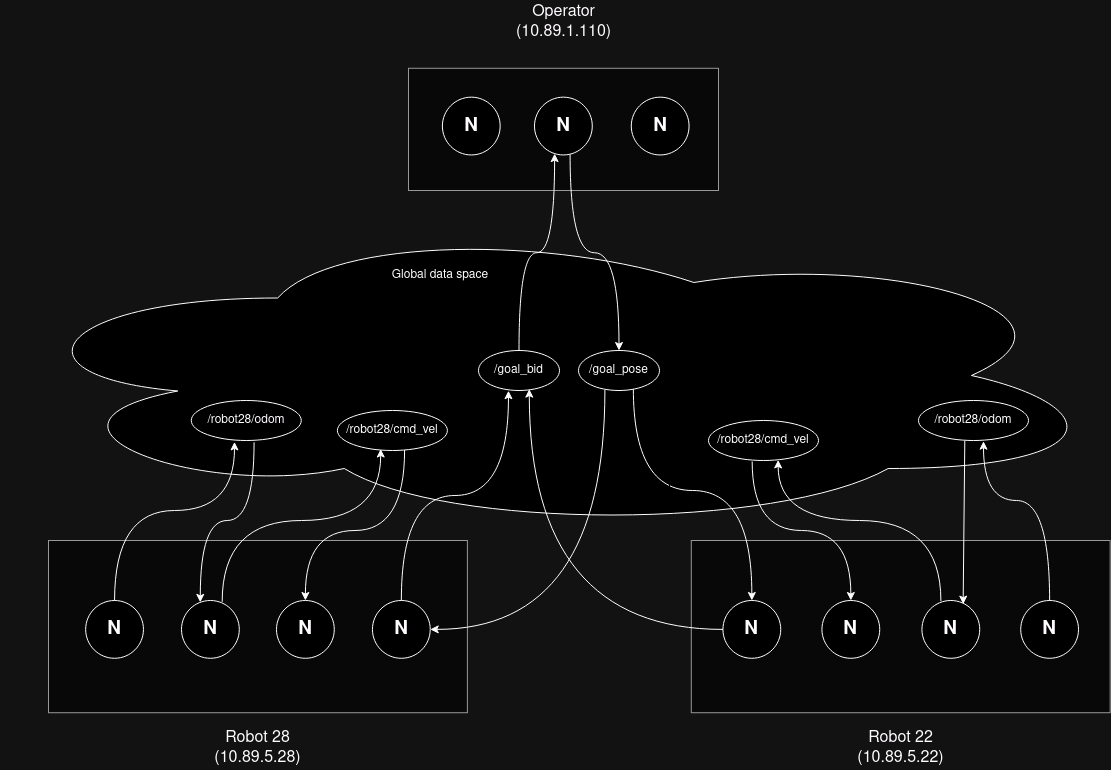 Operator
(10.89.1.110)
N N N
Global data space
/goal_bid /goal_pose
/robot28/odom /robot28/cmd_vel /robot28/cmd_vel /robot28/odom
N N N N N N N N
Robot 28
(10.89.5.28)
Robot 22
(10.89.5.22)